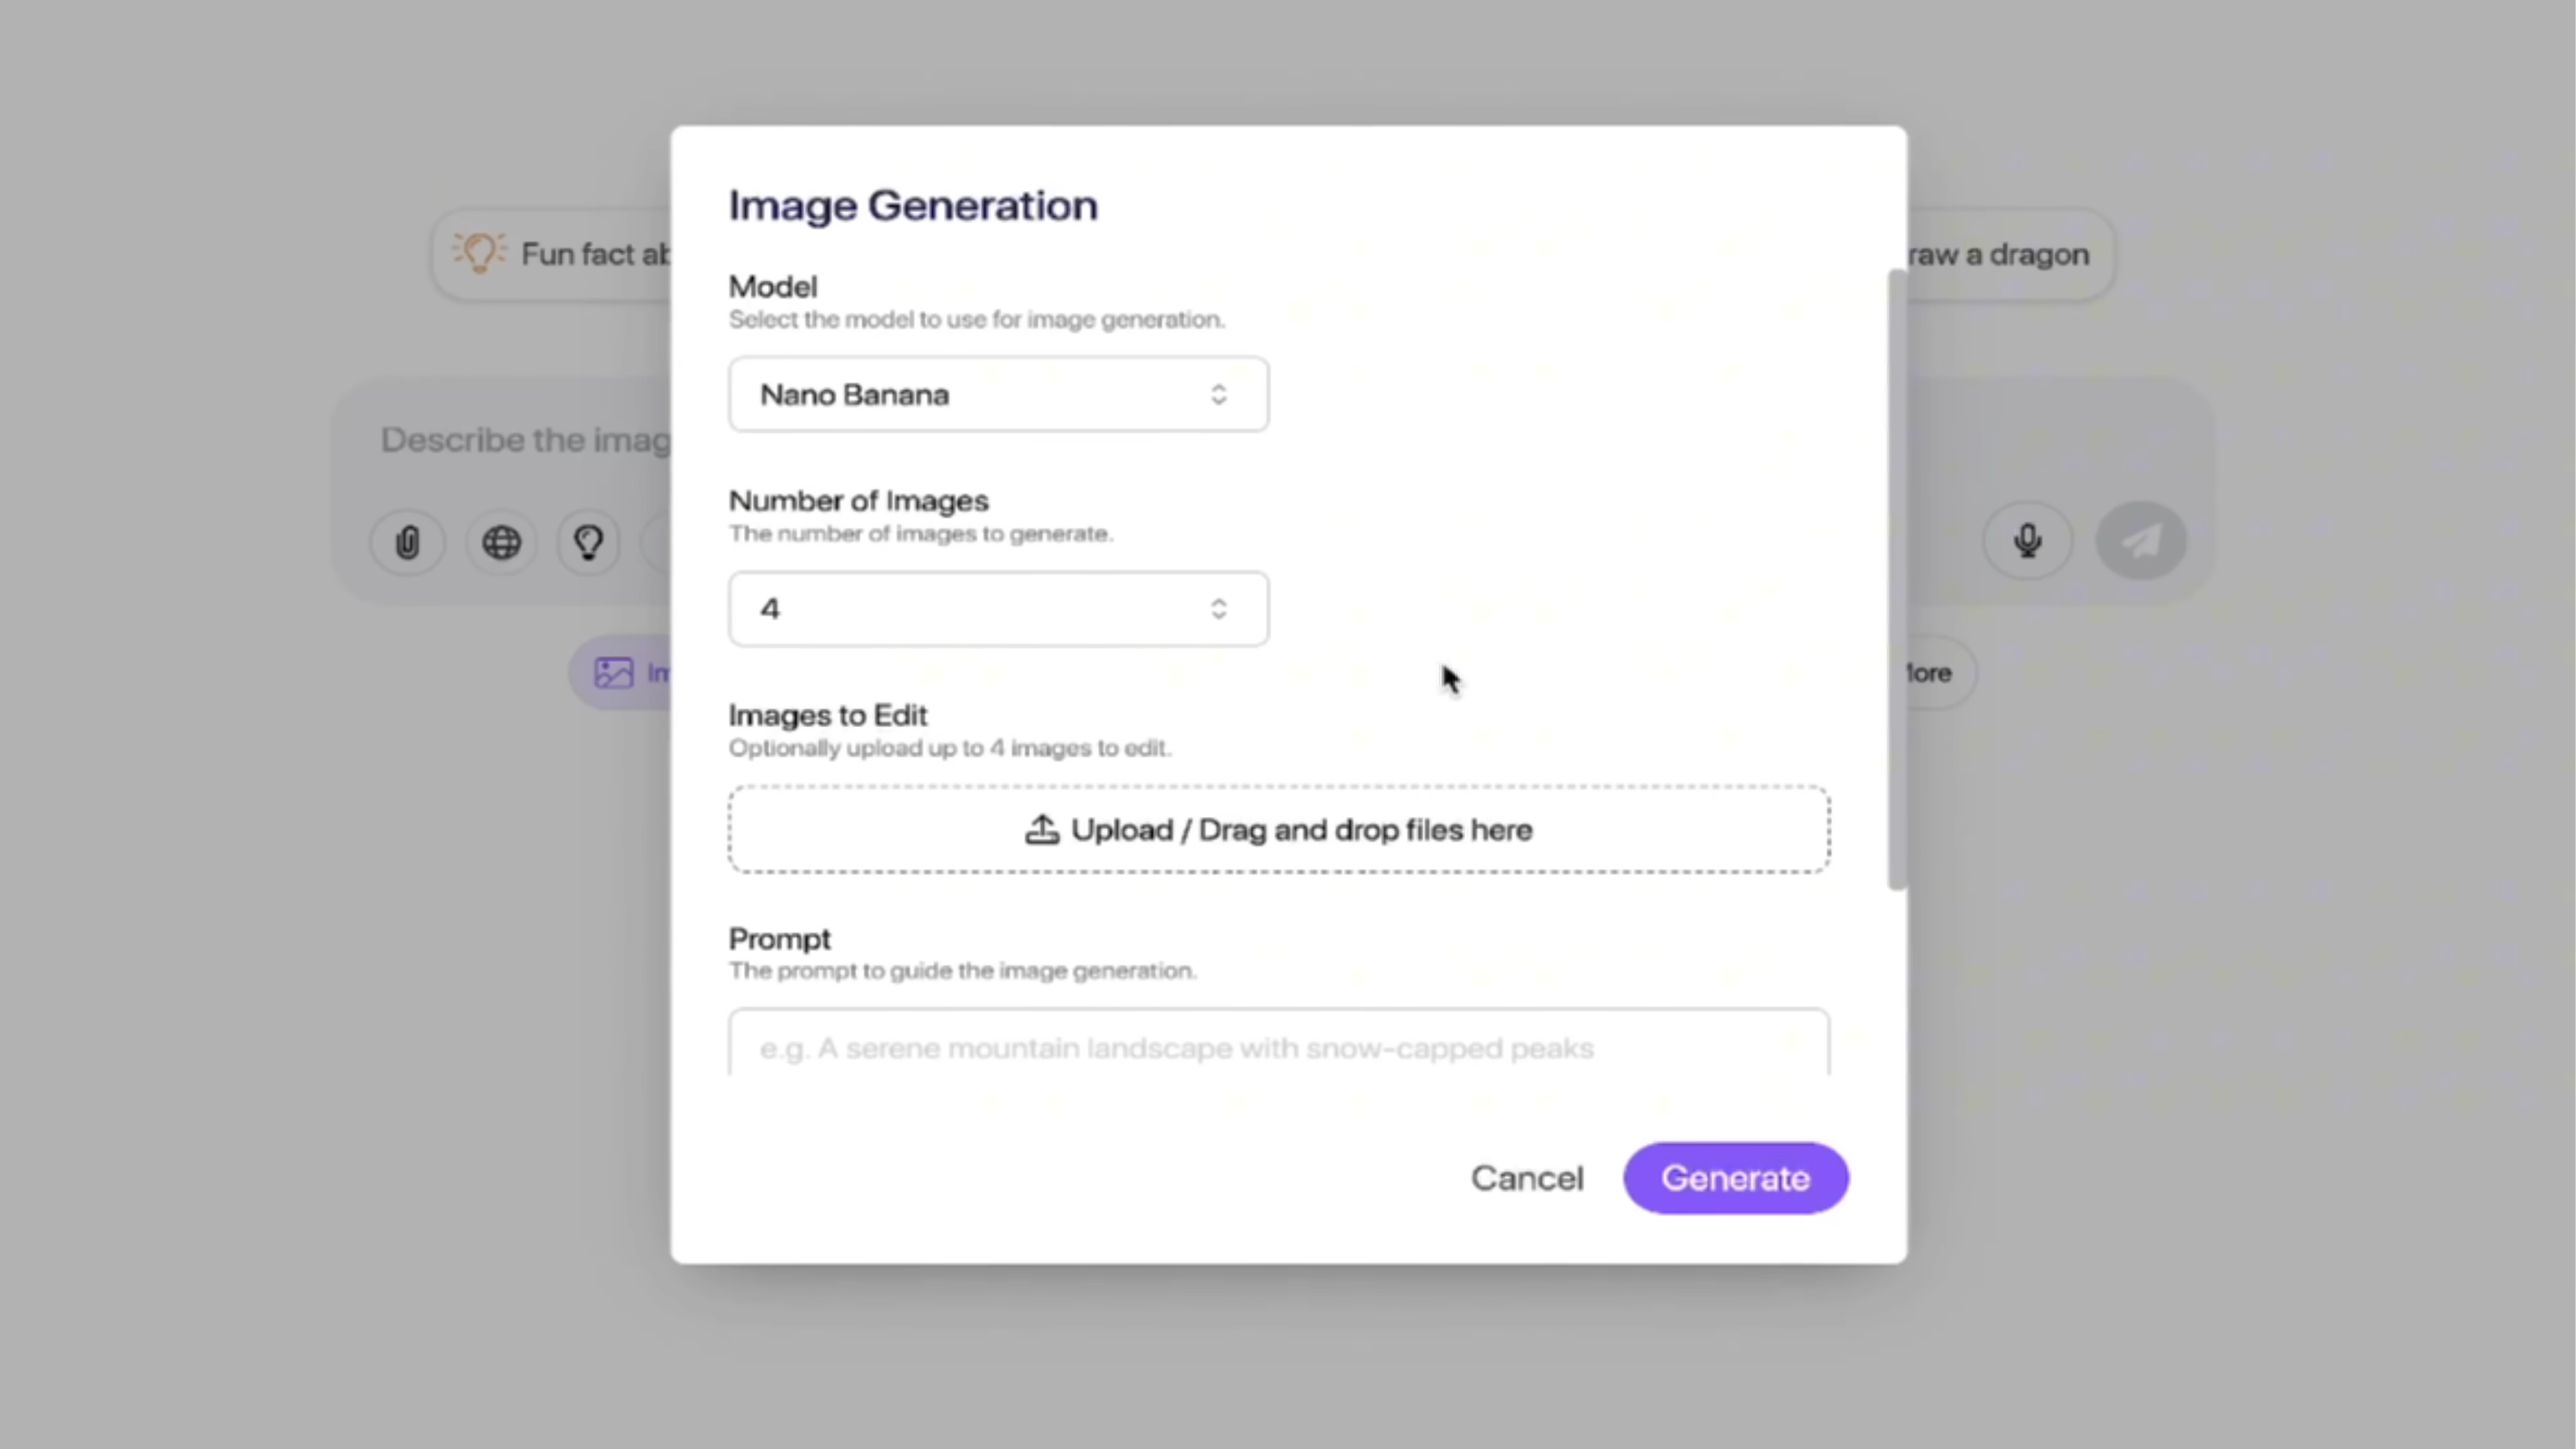 Image Generation
Fun fact ab
raw a dragon
Model
Select the model to use for image generation.
Nano Banana
Describe the imag
Number of Images
The number of images to generate.
4
Im
ore
Images to Edit
Optionally upload up to 4 images to edit.
Upload / Drag and drop files here
Prompt
The prompt to guide the image generation.
e.g. A serene mountain landscape with snow-capped peaks
Cancel
Generate